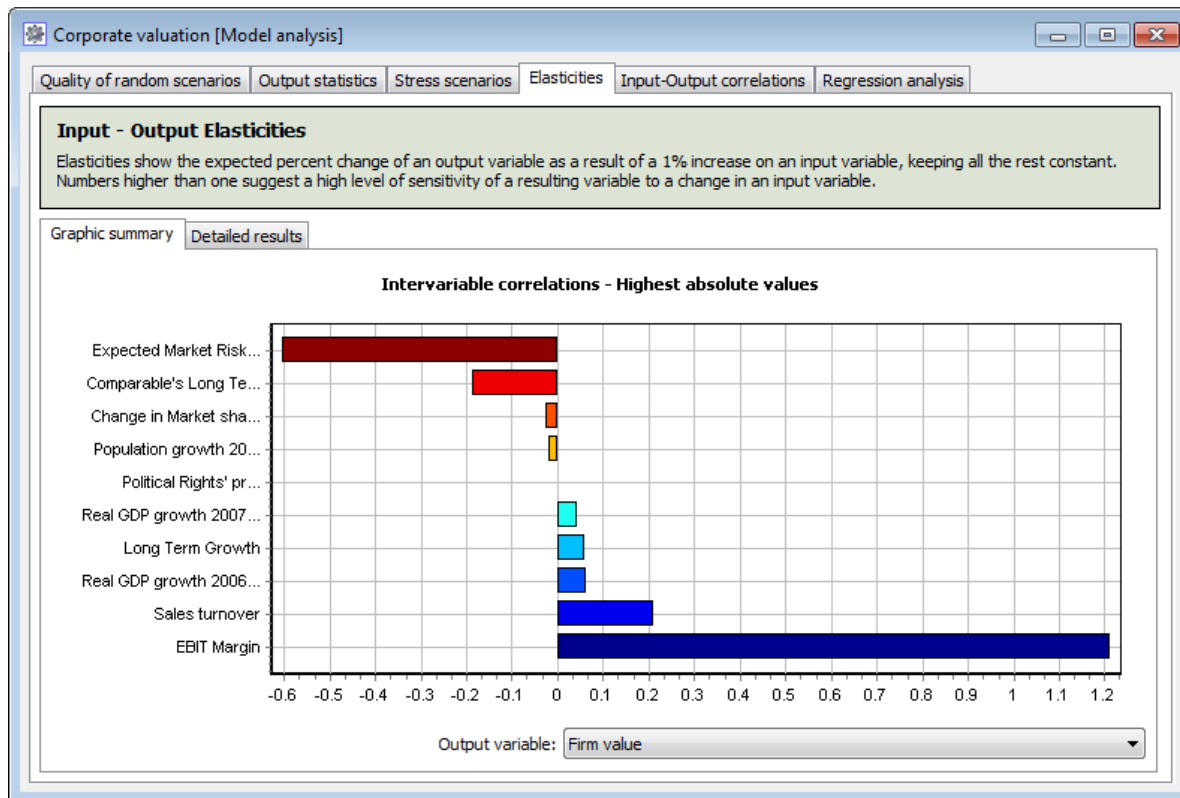 Corporate valuation [Model analysis]
Quality of random scenarios Output statistics Stress scenarios Elasticities Input-Output correlations Regression analysis
Input - Output Elasticities
Elasticities show the expected percent change of an output variable as a result of a 1% increase on an input variable, keeping all the rest constant.
Numbers higher than one suggest a high level of sensitivity of a resulting variable to a change in an input variable.
Graphic summary Detailed results
Intervariable correlations - Highest absolute values
Expected Market Risk...
Comparable's Long Te...
Change in Market sha...
Population growth 20...
Political Rights' pr...
Real GDP growth 2007...
Long Term Growth
Real GDP growth 2006...
Sales turnover
EBIT Margin
-0.6 -0.5 -0.4 -0.3 -0.2 -0.1 0 0.1 0.2 0.3 0.4 0.5 0.6 0.7 0.8 0.9 1 1.1 1.2
Output variable: Firm value